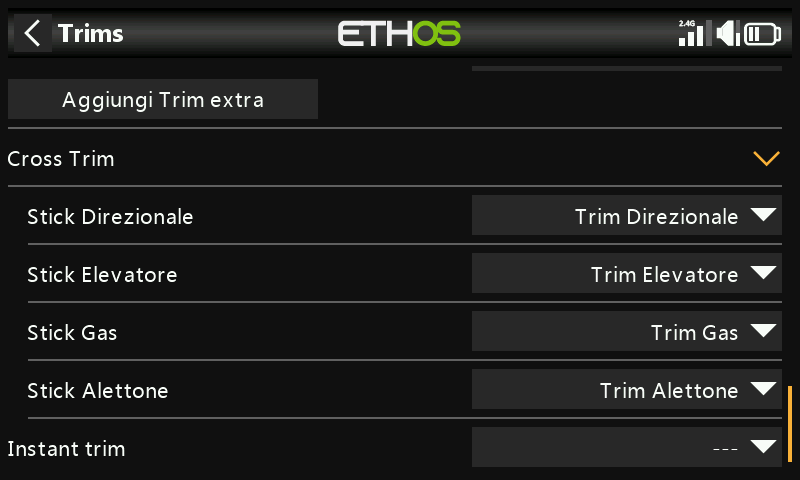 Trims
ETHOS
2.4G
Aggiungi Trim extra
Cross Trim
Stick Direzionale
Trim Direzionale
Stick Elevatore
Trim Elevatore
Stick Gas
Trim Gas
Stick Alettone
Trim Alettone
Instant trim
---